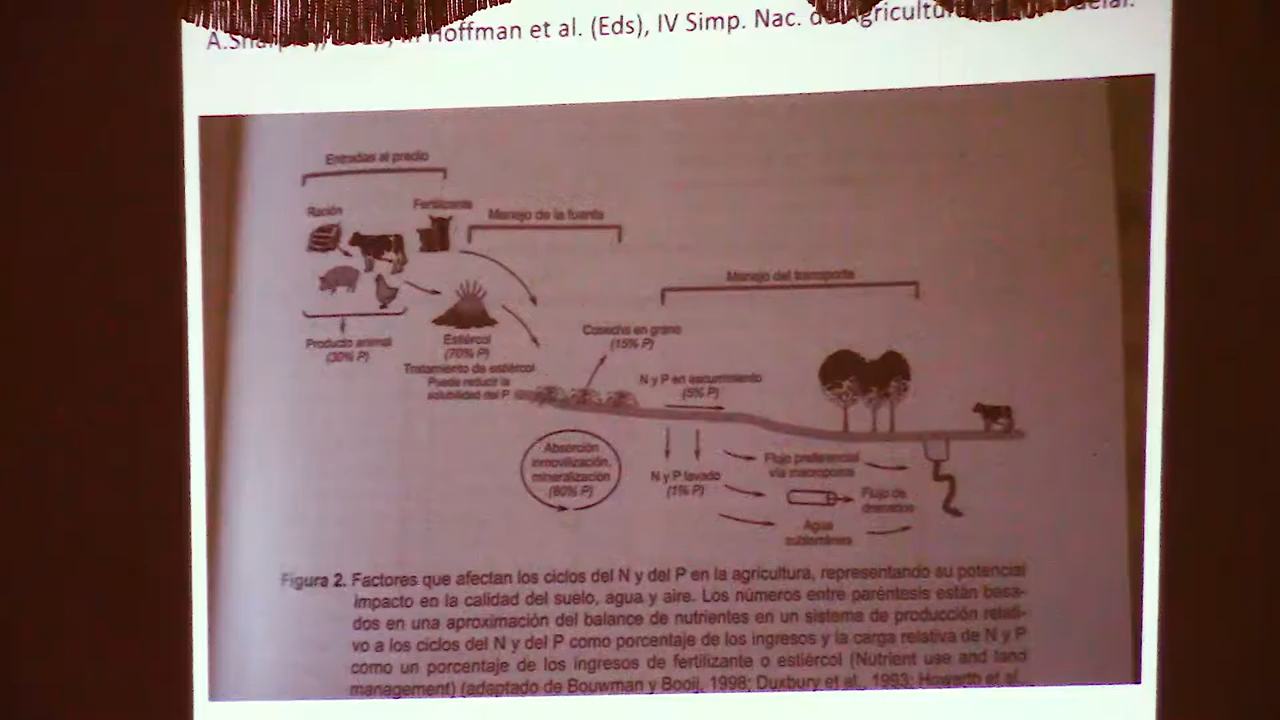 Hoffman et al. (Eds), IV Simp. Nac. de Agricultura
Entradas al predio
Ración
Fertilizante
Manejo de la fuente
Manejo del transporte
Producto animal
(30% P)
Estiércol
(70% P)
Tratamiento de estiércol
Puede reducir la
solubilidad del P
Cosecha en grano
(15% P)
N y P en escurrimiento
(5% P)
Absorción
inmovilización,
mineralización
(80% P)
N y P lavado
(1% P)
Flujo preferencial
vía macroporos
Flujo de
drenados
Agua
subterránea
Figura 2. Factores que afectan los ciclos del N y del P en la agricultura, representando su potencial
impacto en la calidad del suelo, agua y aire. Los números entre paréntesis están basa-
dos en una aproximación del balance de nutrientes en un sistema de producción relati-
vo a los ciclos del N y del P como porcentaje de los ingresos y la carga relativa de N y P
como un porcentaje de los ingresos de fertilizante o estiércol (Nutrient use and land
management) (adaptado de Bouwman y Booij, 1998; Duxbury et al., 1993; Howarth et al.,